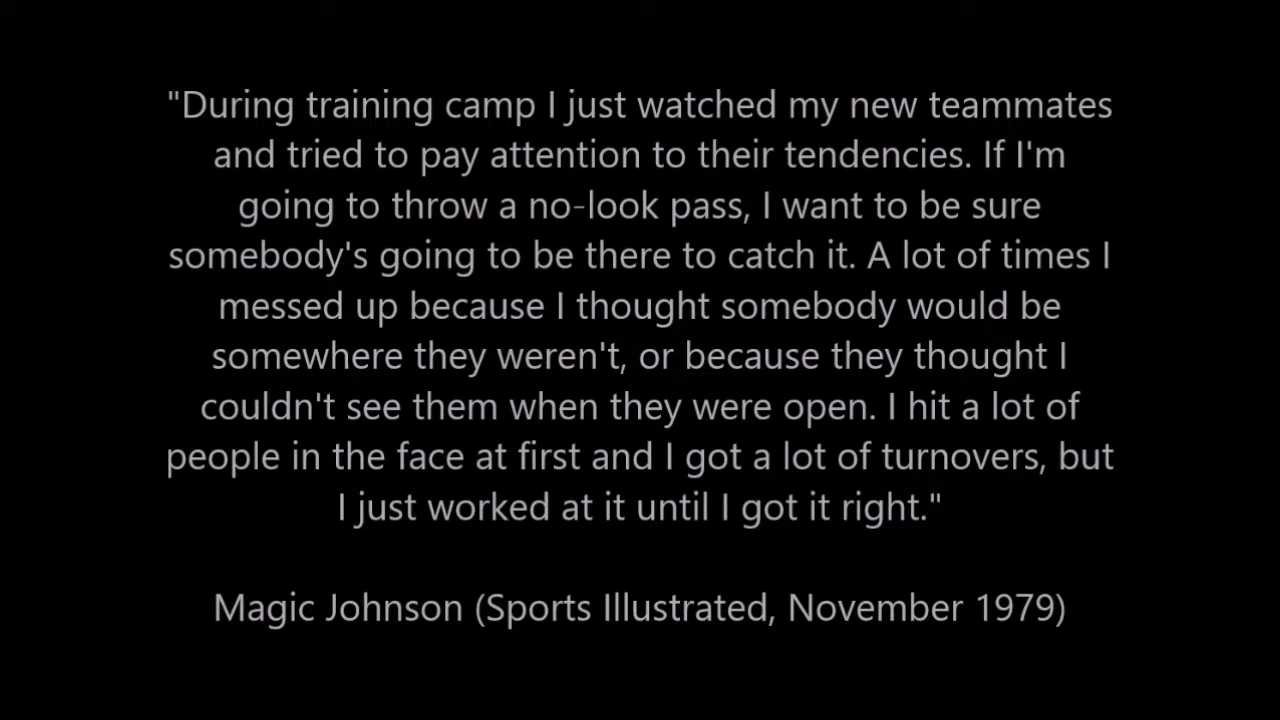 "During training camp I just watched my new teammates
and tried to pay attention to their tendencies. If I'm
going to throw a no-look pass, I want to be sure
somebody's going to be there to catch it. A lot of times I
messed up because I thought somebody would be
somewhere they weren't, or because they thought I
couldn't see them when they were open. I hit a lot of
people in the face at first and I got a lot of turnovers, but
I just worked at it until I got it right."
Magic Johnson (Sports Illustrated, November 1979)